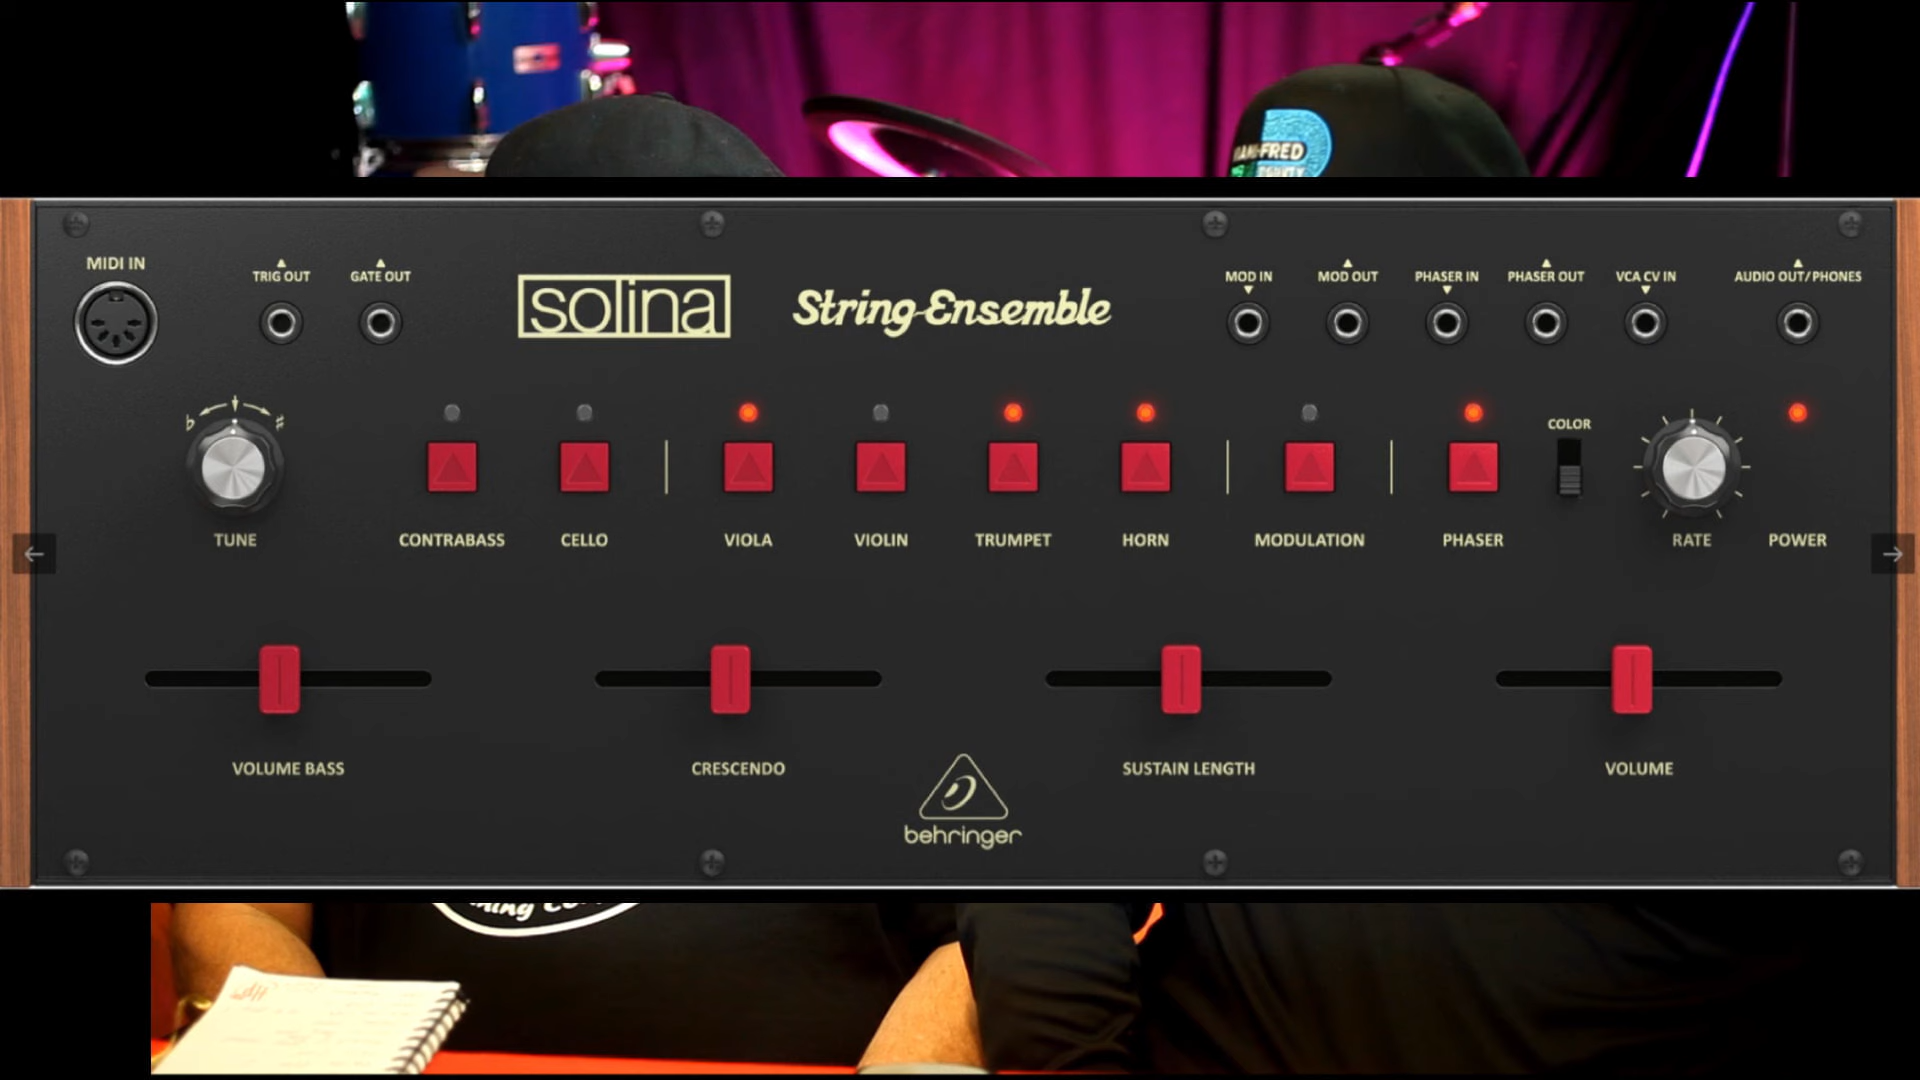 MIDI IN
TRIG OUT
GATE OUT
solina
String Ensemble
MOD IN
MOD OUT
PHASER IN
PHASER OUT
VCA CV IN
AUDIO OUT/PHONES
COLOR
TUNE
CONTRABASS
CELLO
VIOLA
VIOLIN
TRUMPET
HORN
MODULATION
PHASER
RATE
POWER
VOLUME BASS
CRESCENDO
SUSTAIN LENGTH
VOLUME
behringer